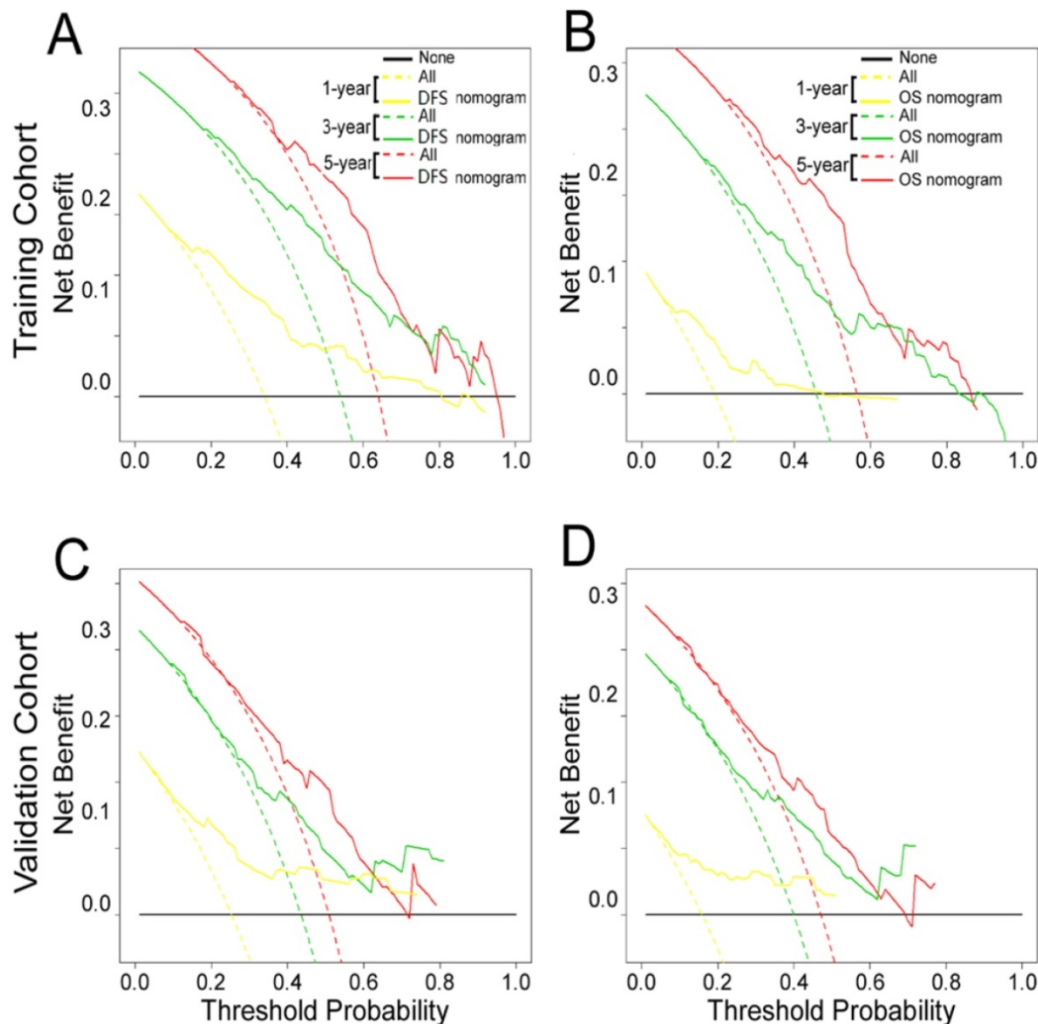 A
None
All
1-year
DFS nomogram
All
3-year
DFS nomogram
All
5-year
DFS nomogram
Training Cohort
Net Benefit
0.3
0.2
0.1
0.0
0.0 0.2 0.4 0.6 0.8 1.0
B
None
All
1-year
OS nomogram
All
3-year
OS nomogram
All
5-year
OS nomogram
Net Benefit
0.3
0.2
0.1
0.0
0.0 0.2 0.4 0.6 0.8 1.0
C
Validation Cohort
Net Benefit
0.3
0.2
0.1
0.0
0.0 0.2 0.4 0.6 0.8 1.0
Threshold Probability
D
Net Benefit
0.3
0.2
0.1
0.0
0.0 0.2 0.4 0.6 0.8 1.0
Threshold Probability